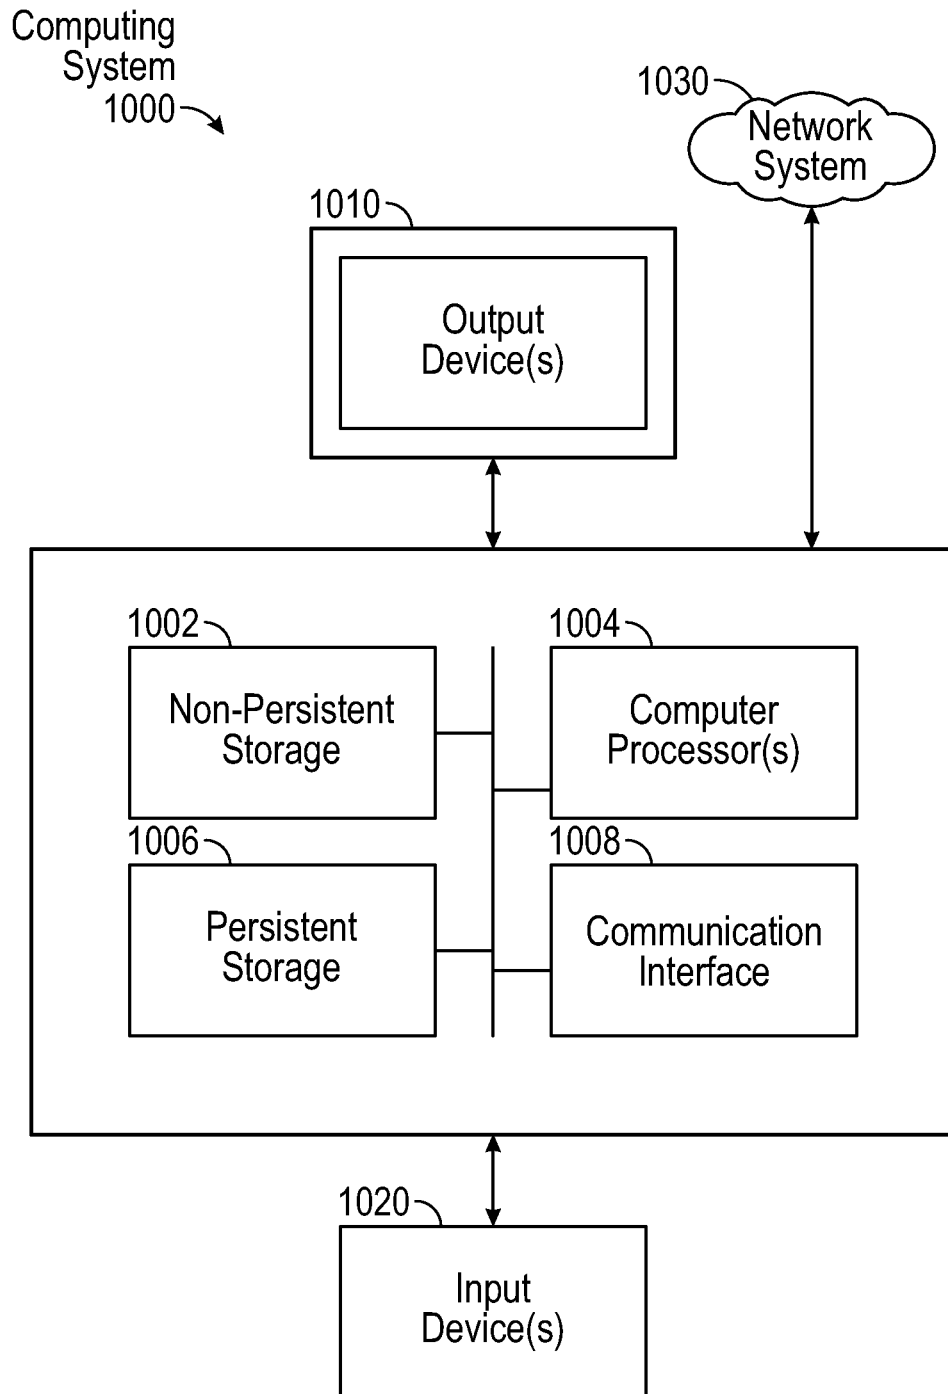 Computing
System
1000
1030
Network
System
1010
Output
Device(s)
1002
Non-Persistent
Storage
1004
Computer
Processor(s)
1006
Persistent
Storage
1008
Communication
Interface
1020
Input
Device(s)